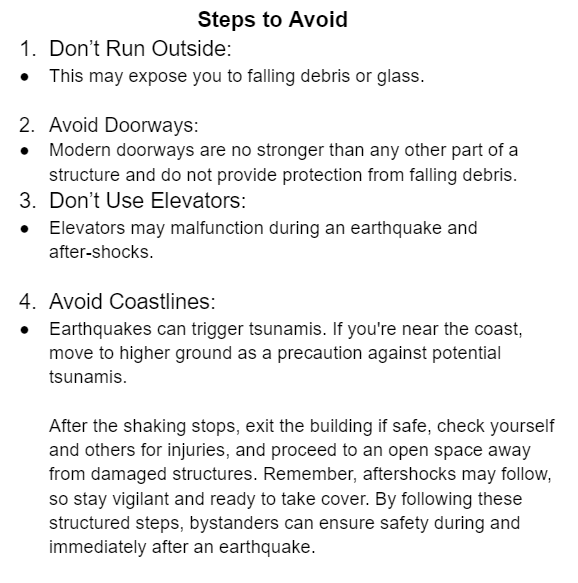 Steps to Avoid
1. Don’t Run Outside:
● This may expose you to falling debris or glass.
2. Avoid Doorways:
● Modern doorways are no stronger than any other part of a
structure and do not provide protection from falling debris.
3. Don’t Use Elevators:
● Elevators may malfunction during an earthquake and
after-shocks.
4. Avoid Coastlines:
● Earthquakes can trigger tsunamis. If you're near the coast,
move to higher ground as a precaution against potential
tsunamis.
After the shaking stops, exit the building if safe, check yourself
and others for injuries, and proceed to an open space away
from damaged structures. Remember, aftershocks may follow,
so stay vigilant and ready to take cover. By following these
structured steps, bystanders can ensure safety during and
immediately after an earthquake.